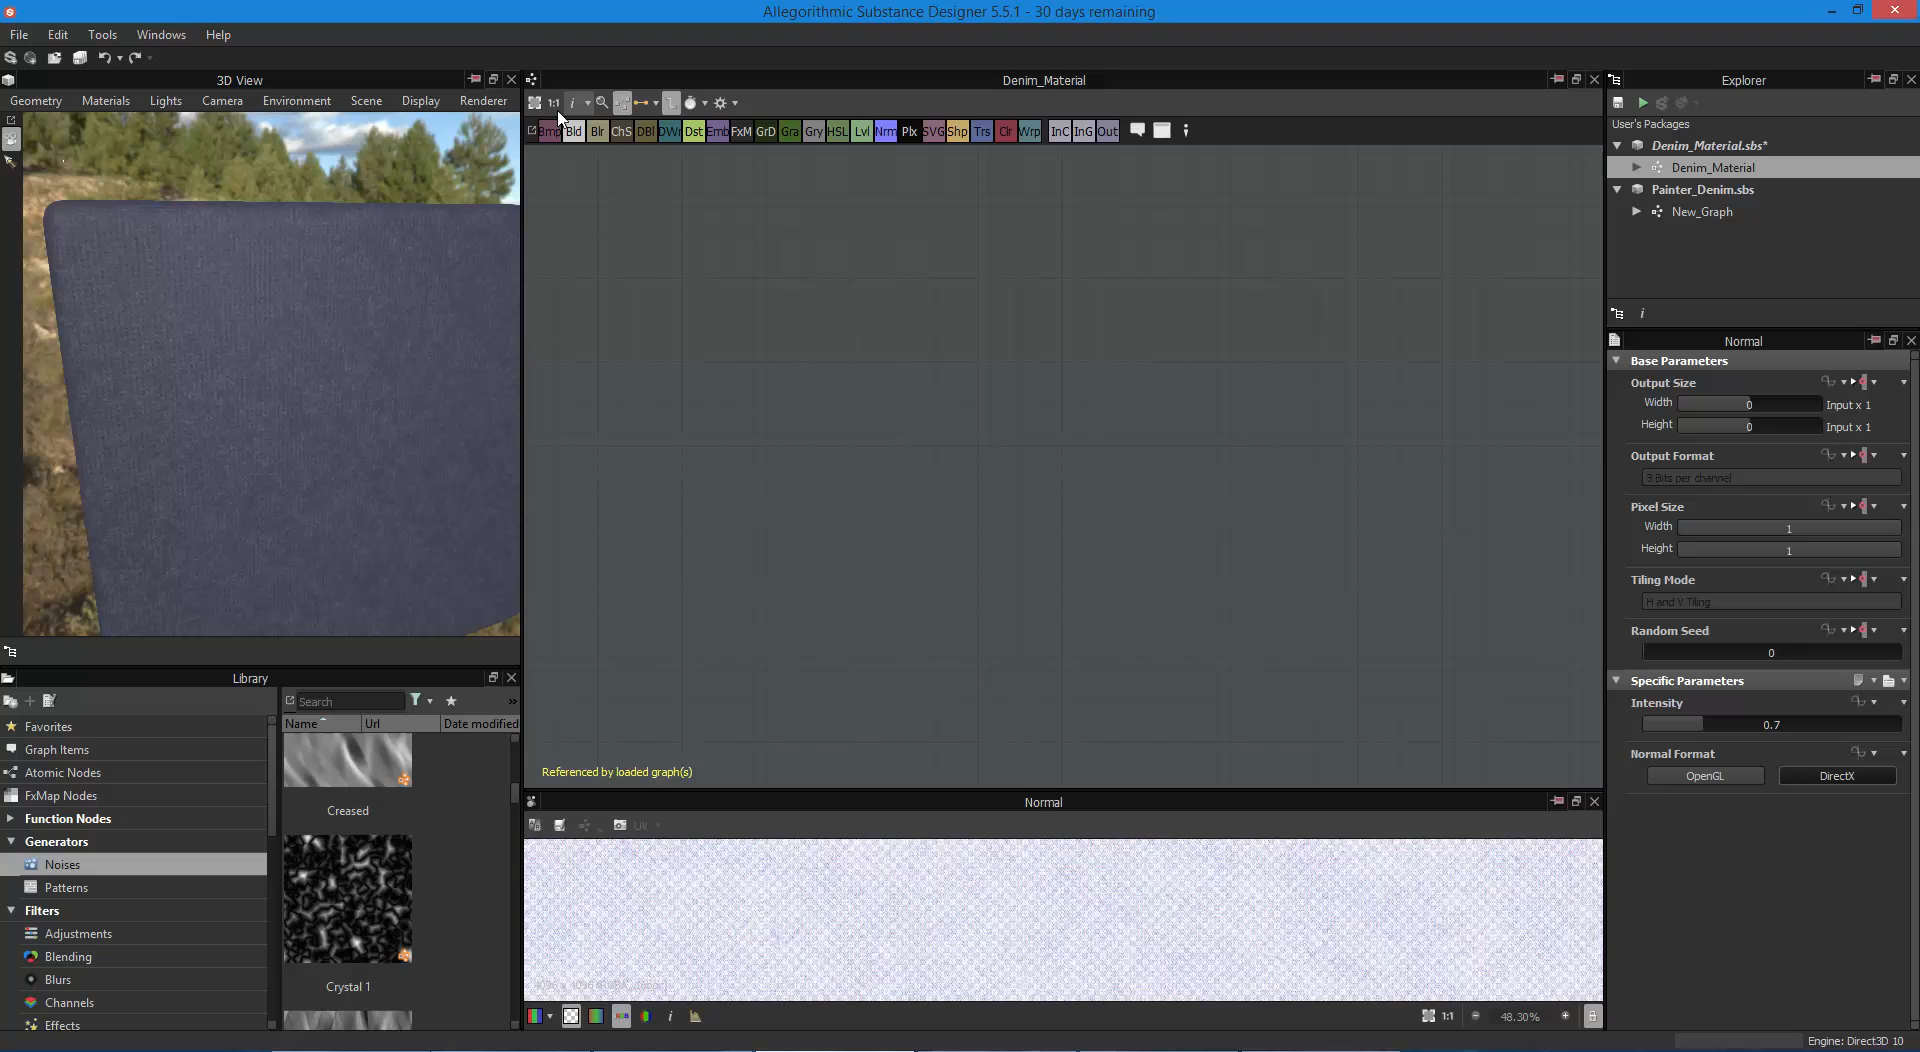 Allegorithmic Substance Designer 5.5.1 - 30 days remaining
File Edit Tools Windows Help
3D View
Geometry Materials Lights Camera Environment Scene Display Renderer
Denim_Material
1:1
Bmp Bld Blr ChS DBl DWr Dst Emb FxM GrD Gra Gry HSL Lvl Nrm Plx SVG Shp Trs Clr Wrp InC InG Out
Referenced by loaded graph(s)
Library
Search
Name Url Date modified
Favorites
Graph Items
Atomic Nodes
FxMap Nodes
Function Nodes
Generators
Noises
Patterns
Filters
Adjustments
Blending
Blurs
Channels
Effects
Creased
Crystal 1
Normal
UV
1:1 48.30%
Explorer
User's Packages
Denim_Material.sbs*
Denim_Material
Painter_Denim.sbs
New_Graph
Normal
Base Parameters
Output Size
Width 0 Input x 1
Height 0 Input x 1
Output Format
8 Bits per channel
Pixel Size
Width 1
Height 1
Tiling Mode
H and V Tiling
Random Seed
0
Specific Parameters
Intensity
0.7
Normal Format
OpenGL DirectX
Engine: Direct3D 10